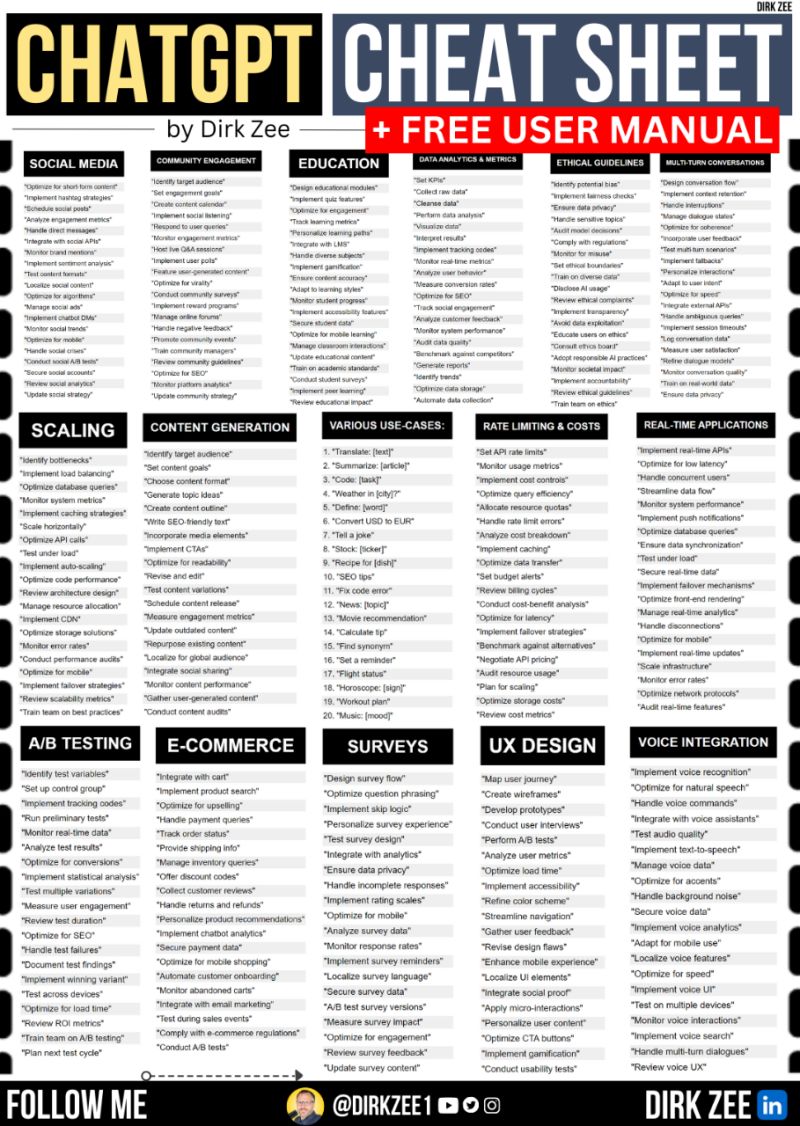 DIRK ZEE
CHATGPT CHEAT SHEET
by Dirk Zee
+ FREE USER MANUAL
SOCIAL MEDIA
"Optimize for short-form content"
"Implement hashtag strategies"
"Schedule social posts"
"Analyze engagement metrics"
"Handle direct messages"
"Integrate with social APIs"
"Monitor brand mentions"
"Implement sentiment analysis"
"Test content formats"
"Localize social content"
"Optimize for algorithms"
"Manage social ads"
"Implement chatbot DMs"
"Monitor social trends"
"Optimize for mobile"
"Handle social crises"
"Conduct social A/B tests"
"Secure social accounts"
"Review social analytics"
"Update social strategy"
COMMUNITY ENGAGEMENT
"Identify target audience"
"Set engagement goals"
"Create content calendar"
"Implement social listening"
"Respond to user queries"
"Monitor engagement metrics"
"Host live Q&A sessions"
"Implement user polls"
"Feature user-generated content"
"Optimize for virality"
"Conduct community surveys"
"Implement reward programs"
"Manage online forums"
"Handle negative feedback"
"Promote community events"
"Train community managers"
"Review community guidelines"
"Optimize for SEO"
"Monitor platform analytics"
"Update community strategy"
EDUCATION
"Design educational modules"
"Implement quiz features"
"Optimize for engagement"
"Track learning metrics"
"Personalize learning paths"
"Integrate with LMS"
"Handle diverse subjects"
"Implement gamification"
"Ensure content accuracy"
"Adapt to learning styles"
"Monitor student progress"
"Implement accessibility features"
"Secure student data"
"Optimize for mobile learning"
"Manage classroom interactions"
"Update educational content"
"Train on academic standards"
"Conduct student surveys"
"Implement peer learning"
"Review educational impact"
DATA ANALYTICS & METRICS
"Set KPIs"
"Collect raw data"
"Cleanse data"
"Perform data analysis"
"Visualize data"
"Interpret results"
"Implement tracking codes"
"Monitor real-time metrics"
"Analyze user behavior"
"Measure conversion rates"
"Optimize for SEO"
"Track social engagement"
"Analyze customer feedback"
"Monitor system performance"
"Audit data quality"
"Benchmark against competitors"
"Generate reports"
"Identify trends"
"Optimize data storage"
"Automate data collection"
ETHICAL GUIDELINES
"Identify potential bias"
"Implement fairness checks"
"Ensure data privacy"
"Handle sensitive topics"
"Audit model decisions"
"Comply with regulations"
"Monitor for misuse"
"Set ethical boundaries"
"Train on diverse data"
"Disclose AI usage"
"Review ethical complaints"
"Implement transparency"
"Avoid data exploitation"
"Educate users on ethics"
"Consult ethics board"
"Adopt responsible AI practices"
"Monitor societal impact"
"Implement accountability"
"Review ethical guidelines"
"Train team on ethics"
MULTI-TURN CONVERSATIONS
"Design conversation flow"
"Implement context retention"
"Handle interruptions"
"Manage dialogue states"
"Optimize for coherence"
"Incorporate user feedback"
"Test multi-turn scenarios"
"Implement fallbacks"
"Personalize interactions"
"Adapt to user intent"
"Optimize for speed"
"Integrate external APIs"
"Handle ambiguous queries"
"Implement session timeouts"
"Log conversation data"
"Measure user satisfaction"
"Refine dialogue models"
"Monitor conversation quality"
"Train on real-world data"
"Ensure data privacy"
SCALING
"Identify bottlenecks"
"Implement load balancing"
"Optimize database queries"
"Monitor system metrics"
"Implement caching strategies"
"Scale horizontally"
"Optimize API calls"
"Test under load"
"Implement auto-scaling"
"Optimize code performance"
"Review architecture design"
"Manage resource allocation"
"Implement CDN"
"Optimize storage solutions"
"Monitor error rates"
"Conduct performance audits"
"Optimize for mobile"
"Implement failover strategies"
"Review scalability metrics"
"Train team on best practices"
CONTENT GENERATION
"Identify target audience"
"Set content goals"
"Choose content format"
"Generate topic ideas"
"Create content outline"
"Write SEO-friendly text"
"Incorporate media elements"
"Implement CTAs"
"Optimize for readability"
"Revise and edit"
"Test content variations"
"Schedule content release"
"Measure engagement metrics"
"Update outdated content"
"Repurpose existing content"
"Localize for global audience"
"Integrate social sharing"
"Monitor content performance"
"Gather user-generated content"
"Conduct content audits"
VARIOUS USE-CASES:
1. "Translate: [text]"
2. "Summarize: [article]"
3. "Code: [task]"
4. "Weather in [city]?"
5. "Define: [word]"
6. "Convert USD to EUR"
7. "Tell a joke"
8. "Stock: [ticker]"
9. "Recipe for [dish]"
10. "SEO tips"
11. "Fix code error"
12. "News: [topic]"
13. "Movie recommendation"
14. "Calculate tip"
15. "Find synonym"
16. "Set a reminder"
17. "Flight status"
18. "Horoscope: [sign]"
19. "Workout plan"
20. "Music: [mood]"
RATE LIMITING & COSTS
"Set API rate limits"
"Monitor usage metrics"
"Implement cost controls"
"Optimize query efficiency"
"Allocate resource quotas"
"Handle rate limit errors"
"Analyze cost breakdown"
"Implement caching"
"Optimize data transfer"
"Set budget alerts"
"Review billing cycles"
"Conduct cost-benefit analysis"
"Optimize for latency"
"Implement failover strategies"
"Benchmark against alternatives"
"Negotiate API pricing"
"Audit resource usage"
"Plan for scaling"
"Optimize storage costs"
"Review cost metrics"
REAL-TIME APPLICATIONS
"Implement real-time APIs"
"Optimize for low latency"
"Handle concurrent users"
"Streamline data flow"
"Monitor system performance"
"Implement push notifications"
"Optimize database queries"
"Ensure data synchronization"
"Test under load"
"Secure real-time data"
"Implement failover mechanisms"
"Optimize front-end rendering"
"Manage real-time analytics"
"Handle disconnections"
"Optimize for mobile"
"Implement real-time updates"
"Scale infrastructure"
"Monitor error rates"
"Optimize network protocols"
"Audit real-time features"
A/B TESTING
"Identify test variables"
"Set up control group"
"Implement tracking codes"
"Run preliminary tests"
"Monitor real-time data"
"Analyze test results"
"Optimize for conversions"
"Implement statistical analysis"
"Test multiple variations"
"Measure user engagement"
"Review test duration"
"Optimize for SEO"
"Handle test failures"
"Document test findings"
"Implement winning variant"
"Test across devices"
"Optimize for load time"
"Review ROI metrics"
"Train team on A/B testing"
"Plan next test cycle"
E-COMMERCE
"Integrate with cart"
"Implement product search"
"Optimize for upselling"
"Handle payment queries"
"Track order status"
"Provide shipping info"
"Manage inventory queries"
"Offer discount codes"
"Collect customer reviews"
"Handle returns and refunds"
"Personalize product recommendations"
"Implement chatbot analytics"
"Secure payment data"
"Optimize for mobile shopping"
"Automate customer onboarding"
"Monitor abandoned carts"
"Integrate with email marketing"
"Test during sales events"
"Comply with e-commerce regulations"
"Conduct A/B tests"
SURVEYS
"Design survey flow"
"Optimize question phrasing"
"Implement skip logic"
"Personalize survey experience"
"Test survey design"
"Integrate with analytics"
"Ensure data privacy"
"Handle incomplete responses"
"Implement rating scales"
"Optimize for mobile"
"Analyze survey data"
"Monitor response rates"
"Implement survey reminders"
"Localize survey language"
"Secure survey data"
"A/B test survey versions"
"Measure survey impact"
"Optimize for engagement"
"Review survey feedback"
"Update survey content"
UX DESIGN
"Map user journey"
"Create wireframes"
"Develop prototypes"
"Conduct user interviews"
"Perform A/B tests"
"Analyze user metrics"
"Optimize load time"
"Implement accessibility"
"Refine color scheme"
"Streamline navigation"
"Gather user feedback"
"Revise design flaws"
"Enhance mobile experience"
"Localize UI elements"
"Integrate social proof"
"Apply micro-interactions"
"Personalize user content"
"Optimize CTA buttons"
"Implement gamification"
"Conduct usability tests"
VOICE INTEGRATION
"Implement voice recognition"
"Optimize for natural speech"
"Handle voice commands"
"Integrate with voice assistants"
"Test audio quality"
"Implement text-to-speech"
"Manage voice data"
"Optimize for accents"
"Handle background noise"
"Secure voice data"
"Implement voice analytics"
"Adapt for mobile use"
"Localize voice features"
"Optimize for speed"
"Implement voice UI"
"Test on multiple devices"
"Monitor voice interactions"
"Implement voice search"
"Handle multi-turn dialogues"
"Review voice UX"
FOLLOW ME
@DIRKZEE1
DIRK ZEE in